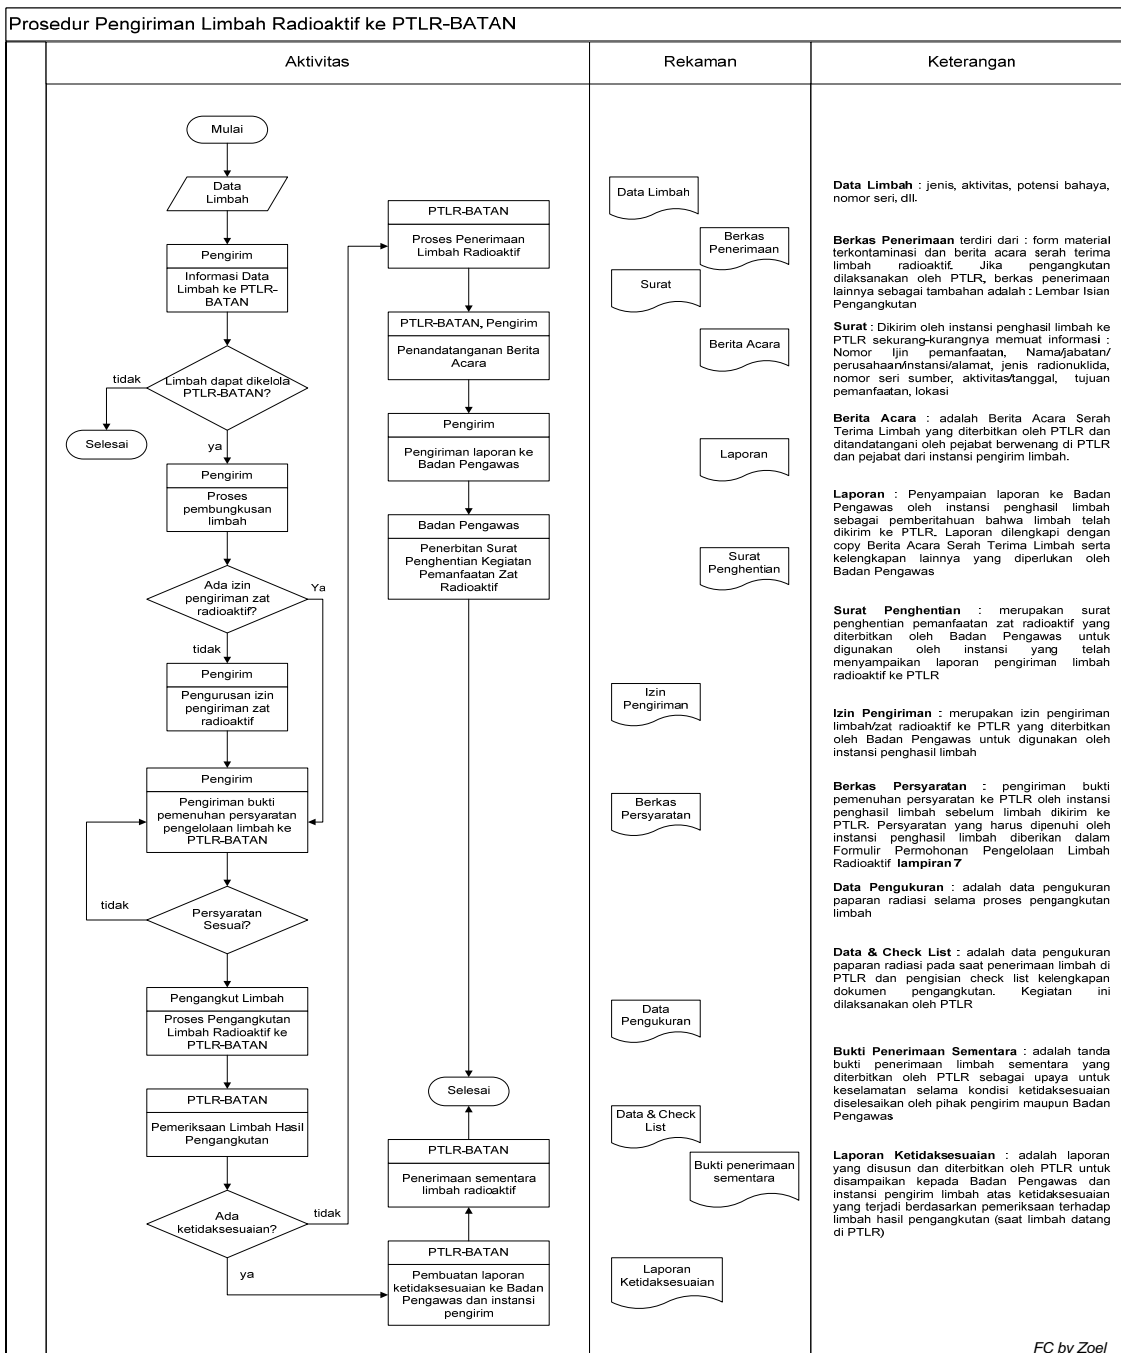 Prosedur Pengiriman Limbah Radioaktif ke PTLR-BATAN
Aktivitas
Rekaman
Keterangan
Mulai
Data
Limbah
Pengirim
Informasi Data
Limbah ke PTLR-
BATAN
Limbah dapat dikelola
PTLR-BATAN?
tidak
Selesai
ya
Pengirim
Proses
pembungkusan
limbah
Ada izin
pengiriman zat
radioaktif?
Ya
tidak
Pengirim
Pengurusan izin
pengiriman zat
radioaktif
Pengirim
Pengiriman bukti
pemenuhan persyaratan
pengelolaan limbah ke
PTLR-BATAN
tidak
Persyaratan
Sesuai?
Pengangkut Limbah
Proses Pengangkutan
Limbah Radioaktif ke
PTLR-BATAN
PTLR-BATAN
Pemeriksaan Limbah Hasil
Pengangkutan
Ada
ketidaksesuaian?
tidak
ya
PTLR-BATAN
Proses Penerimaan
Limbah Radioaktif
PTLR-BATAN, Pengirim
Penandatanganan Berita
Acara
Pengirim
Pengiriman laporan ke
Badan Pengawas
Badan Pengawas
Penerbitan Surat
Penghentian Kegiatan
Pemanfaatan Zat
Radioaktif
Selesai
PTLR-BATAN
Penerimaan sementara
limbah radioaktif
PTLR-BATAN
Pembuatan laporan
ketidaksesuaian ke Badan
Pengawas dan instansi
pengirim
Data Limbah
Berkas
Penerimaan
Surat
Berita Acara
Laporan
Surat
Penghentian
Izin
Pengiriman
Berkas
Persyaratan
Data
Pengukuran
Data & Check
List
Bukti penerimaan
sementara
Laporan
Ketidaksesuaian
Data Limbah : jenis, aktivitas, potensi bahaya,
nomor seri, dll.
Berkas Penerimaan terdiri dari : form material
terkontaminasi dan berita acara serah terima
limbah radioaktif. Jika pengangkutan
dilaksanakan oleh PTLR, berkas penerimaan
lainnya sebagai tambahan adalah : Lembar Isian
Pengangkutan
Surat : Dikirim oleh instansi penghasil limbah ke
PTLR sekurang-kurangnya memuat informasi :
Nomor Ijin pemanfaatan, Nama/jabatan/
perusahaan/instansi/alamat, jenis radionuklida,
nomor seri sumber, aktivitas/tanggal, tujuan
pemanfaatan, lokasi
Berita Acara : adalah Berita Acara Serah
Terima Limbah yang diterbitkan oleh PTLR dan
ditandatangani oleh pejabat berwenang di PTLR
dan pejabat dari instansi pengirim limbah.
Laporan : Penyampaian laporan ke Badan
Pengawas oleh instansi penghasil limbah
sebagai pemberitahuan bahwa limbah telah
dikirim ke PTLR. Laporan dilengkapi dengan
copy Berita Acara Serah Terima Limbah serta
kelengkapan lainnya yang diperlukan oleh
Badan Pengawas
Surat Penghentian : merupakan surat
penghentian pemanfaatan zat radioaktif yang
diterbitkan oleh Badan Pengawas untuk
digunakan oleh instansi yang telah
menyampaikan laporan pengiriman limbah
radioaktif ke PTLR
Izin Pengiriman : merupakan izin pengiriman
limbah/zat radioaktif ke PTLR yang diterbitkan
oleh Badan Pengawas untuk digunakan oleh
instansi penghasil limbah
Berkas Persyaratan : pengiriman bukti
pemenuhan persyaratan ke PTLR oleh instansi
penghasil limbah sebelum limbah dikirim ke
PTLR. Persyaratan yang harus dipenuhi oleh
instansi penghasil limbah diberikan dalam
Formulir Permohonan Pengelolaan Limbah
Radioaktif lampiran 7
Data Pengukuran : adalah data pengukuran
paparan radiasi selama proses pengangkutan
limbah
Data & Check List : adalah data pengukuran
paparan radiasi pada saat penerimaan limbah di
PTLR dan pengisian check list kelengkapan
dokumen pengangkutan. Kegiatan ini
dilaksanakan oleh PTLR
Bukti Penerimaan Sementara : adalah tanda
bukti penerimaan limbah sementara yang
diterbitkan oleh PTLR sebagai upaya untuk
keselamatan selama kondisi ketidaksesuaian
diselesaikan oleh pihak pengirim maupun Badan
Pengawas
Laporan Ketidaksesuaian : adalah laporan
yang disusun dan diterbitkan oleh PTLR untuk
disampaikan kepada Badan Pengawas dan
instansi pengirim limbah atas ketidaksesuaian
yang terjadi berdasarkan pemeriksaan terhadap
limbah hasil pengangkutan (saat limbah datang
di PTLR)
FC by Zoel